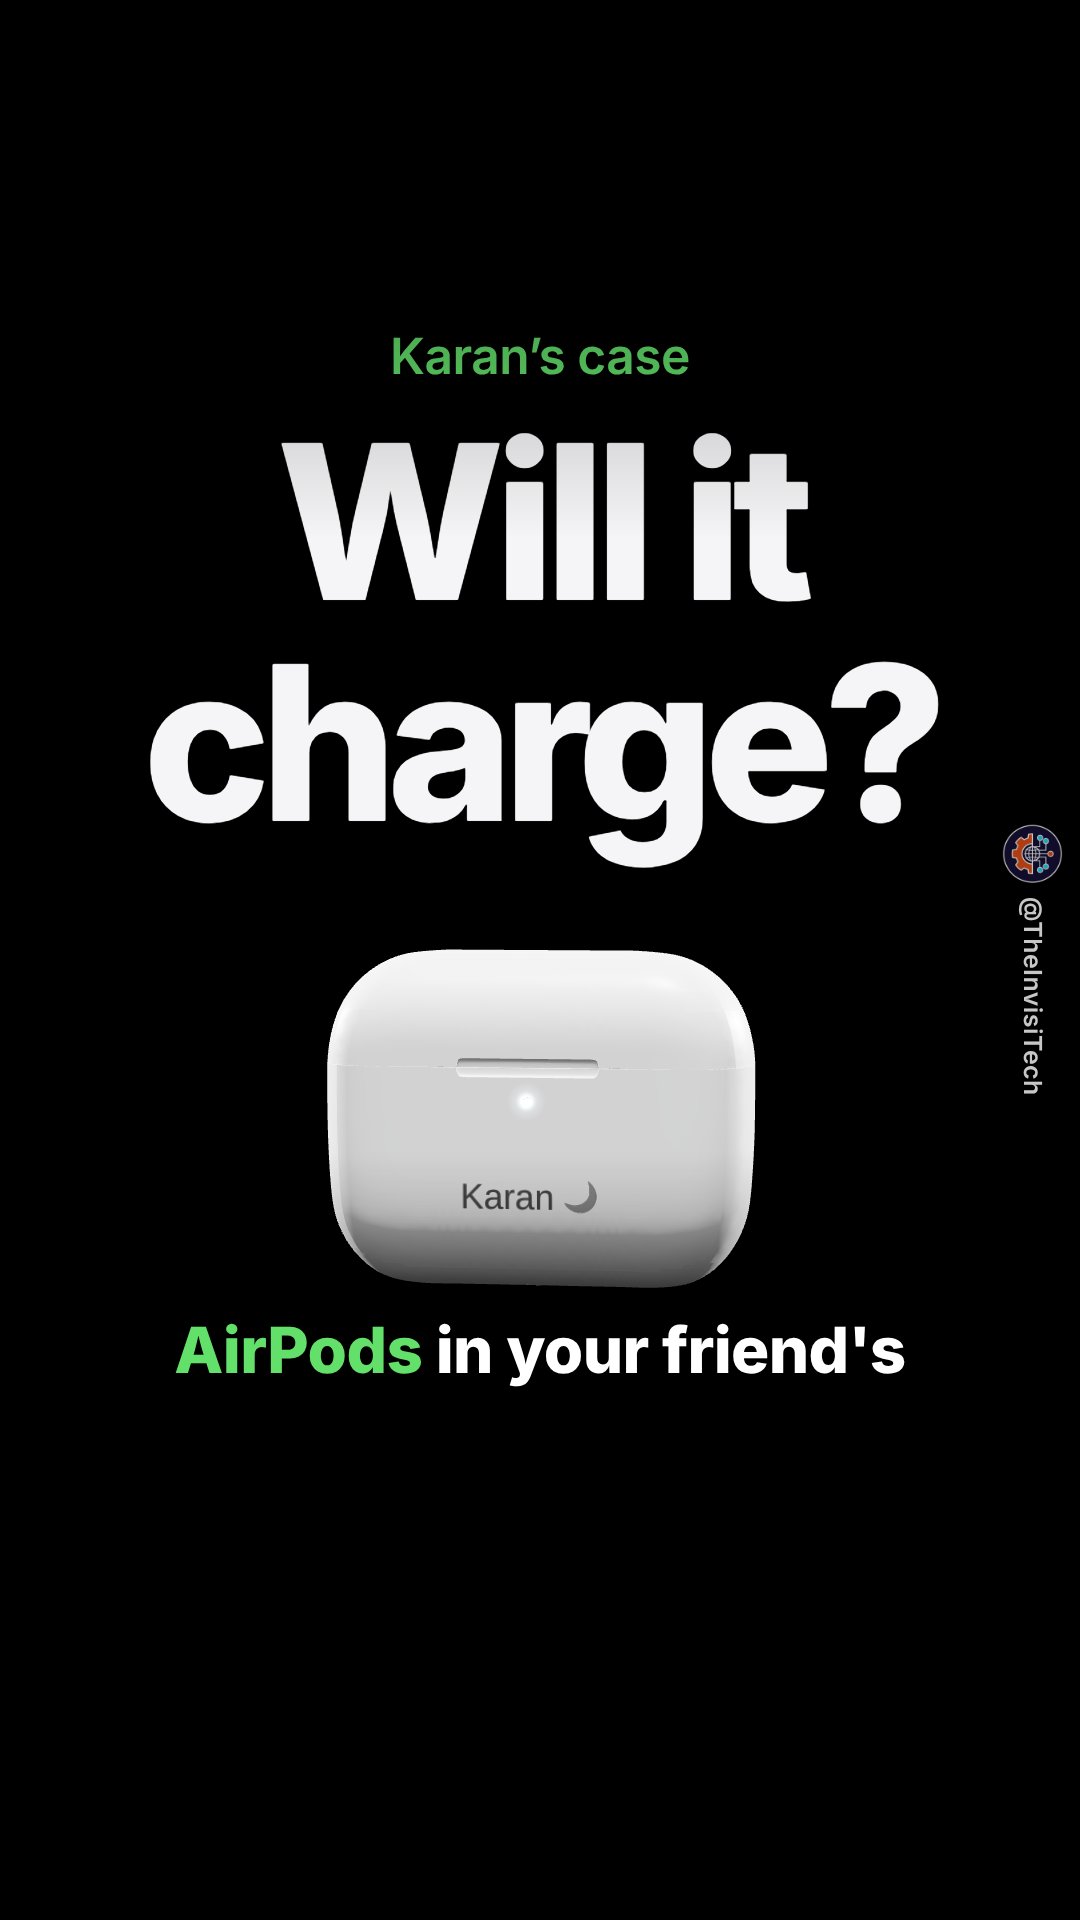 Karan’s case
Will it
charge?
@TheInvisiTech
Karan 🌙
AirPods in your friend's